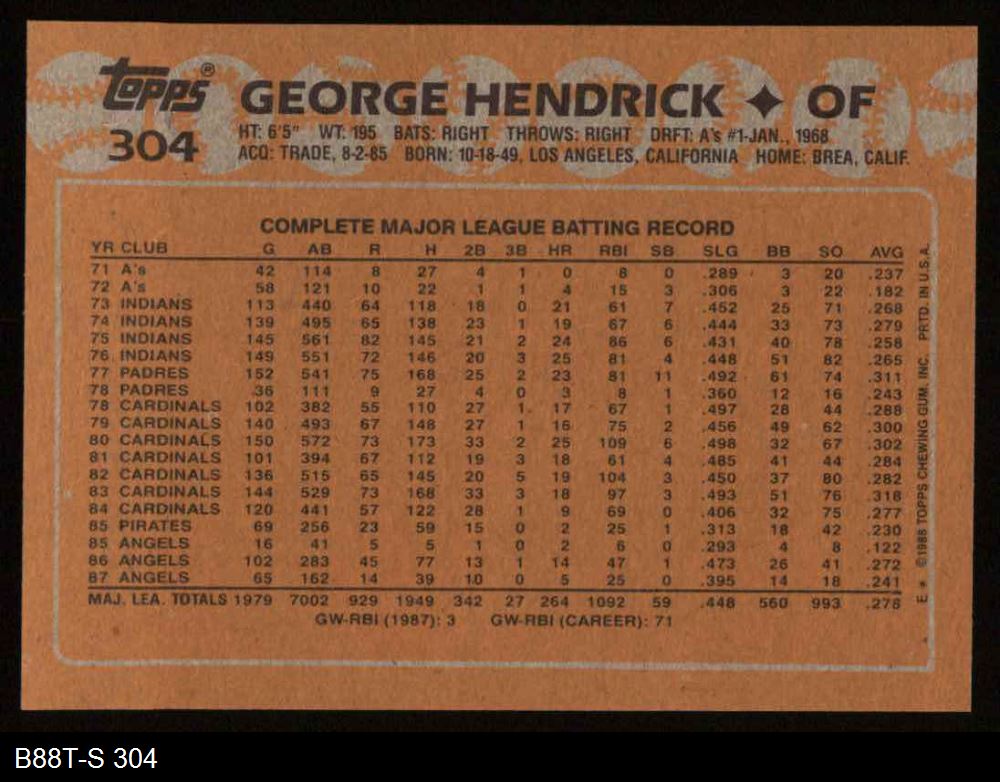 topps® GEORGE HENDRICK ✦ OF
304 HT: 6'5" WT: 195 BATS: RIGHT THROWS: RIGHT DRFT: A's #1-JAN., 1968
ACQ: TRADE, 8-2-85 BORN: 10-18-49, LOS ANGELES, CALIFORNIA HOME: BREA, CALIF.
COMPLETE MAJOR LEAGUE BATTING RECORD
YR CLUB G AB R H 2B 3B HR RBI SB SLG BB SO AVG
71 A's 42 114 8 27 4 1 0 8 0 .289 3 20 .237
72 A's 58 121 10 22 1 1 4 15 3 .306 3 22 .182
73 INDIANS 113 440 64 118 18 0 21 61 7 .452 25 71 .268
74 INDIANS 139 495 65 138 23 1 19 67 6 .444 33 73 .279
75 INDIANS 145 561 82 145 21 2 24 86 6 .431 40 78 .258
76 INDIANS 149 551 72 146 20 3 25 81 4 .448 51 82 .265
77 PADRES 152 541 75 168 25 2 23 81 11 .492 61 74 .311
78 PADRES 36 111 9 27 4 0 3 8 1 .360 12 16 .243
78 CARDINALS 102 382 55 110 27 1 17 67 1 .497 28 44 .288
79 CARDINALS 140 493 67 148 27 1 16 75 2 .456 49 62 .300
80 CARDINALS 150 572 73 173 33 2 25 109 6 .498 32 67 .302
81 CARDINALS 101 394 67 112 19 3 18 61 4 .485 41 44 .284
82 CARDINALS 136 515 65 145 20 5 19 104 3 .450 37 80 .282
83 CARDINALS 144 529 73 168 33 3 18 97 3 .493 51 76 .318
84 CARDINALS 120 441 57 122 28 1 9 69 0 .406 32 75 .277
85 PIRATES 69 256 23 59 15 0 2 25 1 .313 18 42 .230
85 ANGELS 16 41 5 5 1 0 2 6 0 .293 4 8 .122
86 ANGELS 102 283 45 77 13 1 14 47 1 .473 26 41 .272
87 ANGELS 65 162 14 39 10 0 5 25 0 .395 14 18 .241
MAJ. LEA. TOTALS 1979 7002 929 1949 342 27 264 1092 59 .448 560 993 .278
GW-RBI (1987): 3 GW-RBI (CAREER): 71
E * ©1988 TOPPS CHEWING GUM, INC. PRTD. IN U.S.A.
B88T-S 304